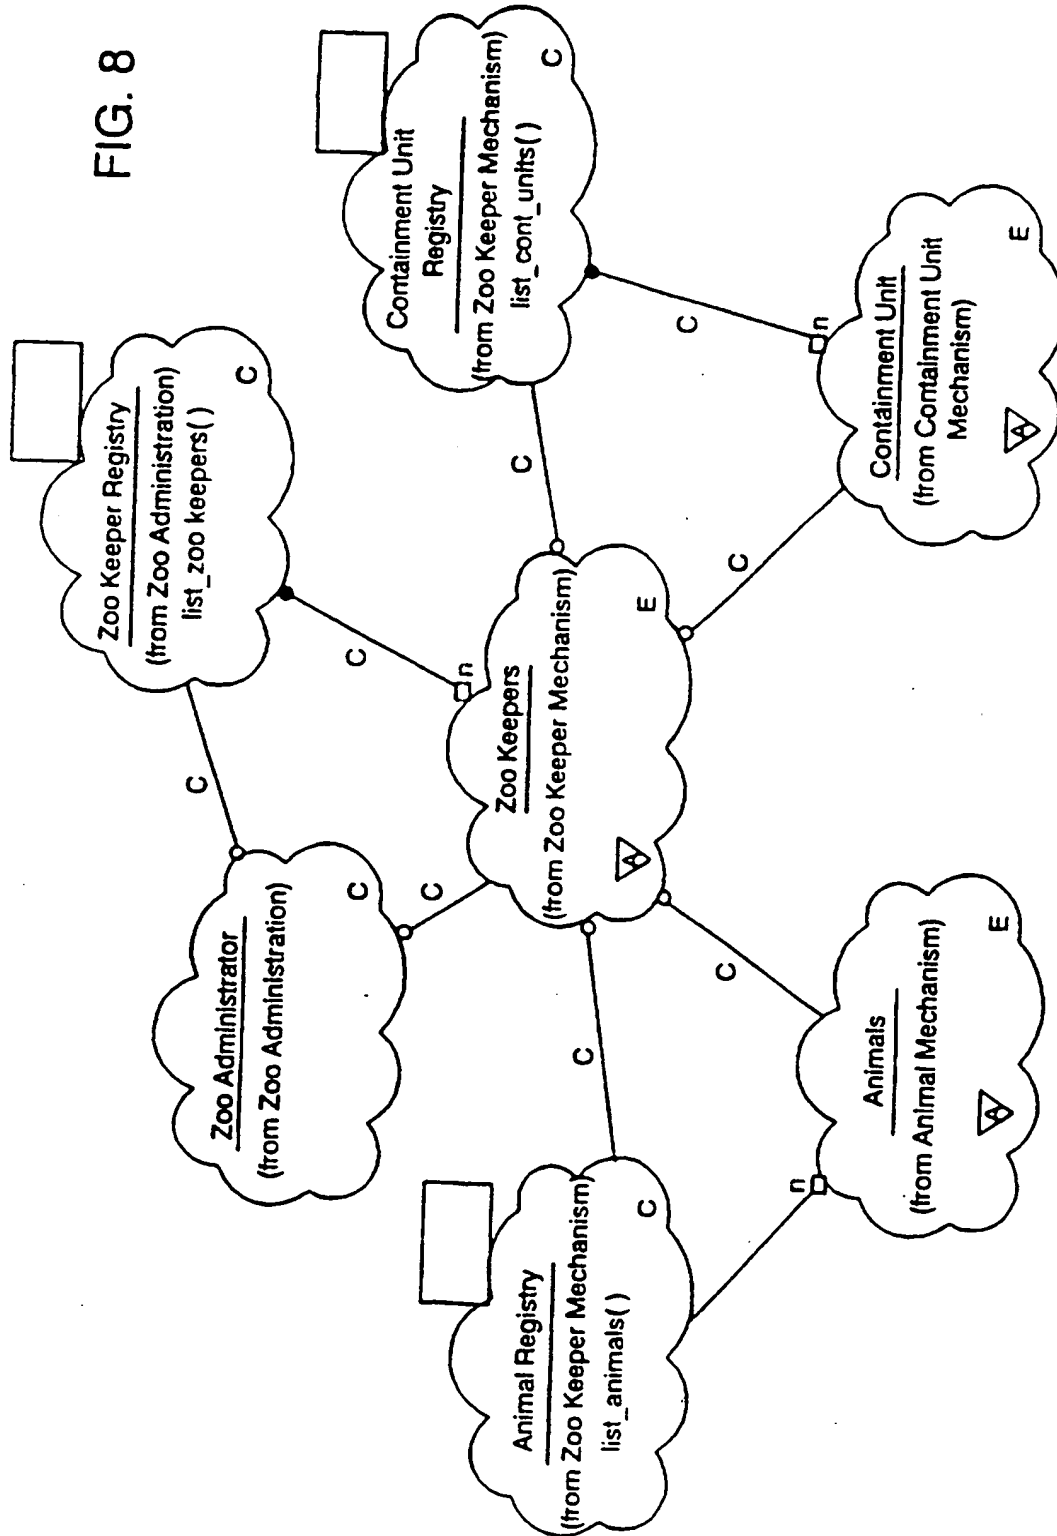 FIG. 8
Zoo Keeper Registry
(from Zoo Administration)
list_zoo keepers()
C
C
Zoo Administrator
(from Zoo Administration)
C
C
C
n
Containment Unit
Registry
(from Zoo Keeper Mechanism)
list_cont_units()
C
C
C
Zoo Keepers
(from Zoo Keeper Mechanism)
A
E
Animal Registry
(from Zoo Keeper Mechanism)
list_animals()
C
C
C
C
n
n
Animals
(from Animal Mechanism)
A
E
Containment Unit
(from Containment Unit
Mechanism)
A
E